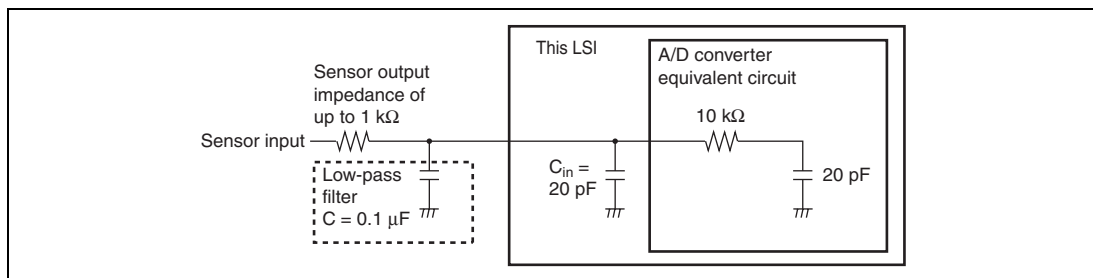 This LSI
A/D converter
equivalent circuit
Sensor output
impedance of
up to 1 kΩ
10 kΩ
Sensor input
Low-pass
filter
C = 0.1 μF
Cin =
20 pF
20 pF